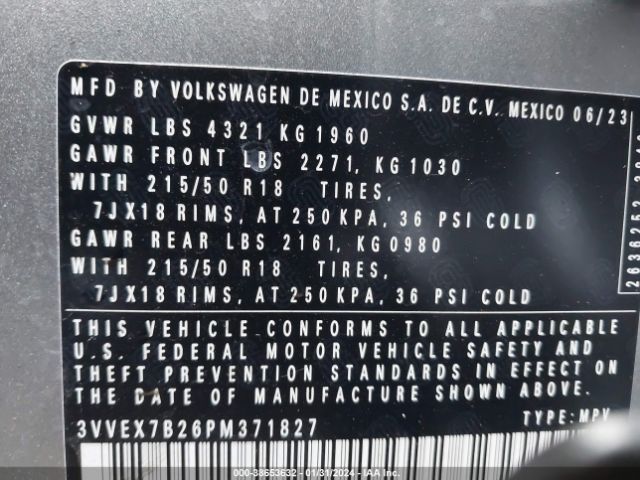 MFD BY VOLKSWAGEN DE MEXICO S.A. DE C.V. MEXICO 06/23
GVWR LBS 4321 KG 1960
GAWR FRONT LBS 2271, KG 1030
WITH 215/50 R18 TIRES,
7JX18 RIMS, AT 250 KPA, 36 PSI COLD
GAWR REAR LBS 2161, KG 0980
WITH 215/50 R18 TIRES,
7JX18 RIMS, AT 250 KPA, 36 PSI COLD
THIS VEHICLE CONFORMS TO ALL APPLICABLE
U.S. FEDERAL MOTOR VEHICLE SAFETY AND
THEFT PREVENTION STANDARDS IN EFFECT ON
THE DATE OF MANUFACTURE SHOWN ABOVE.
3VVEX7B26PM371827 TYPE: MPV
2636252
000-38653632 - 01/31/2024 - IAAI.com